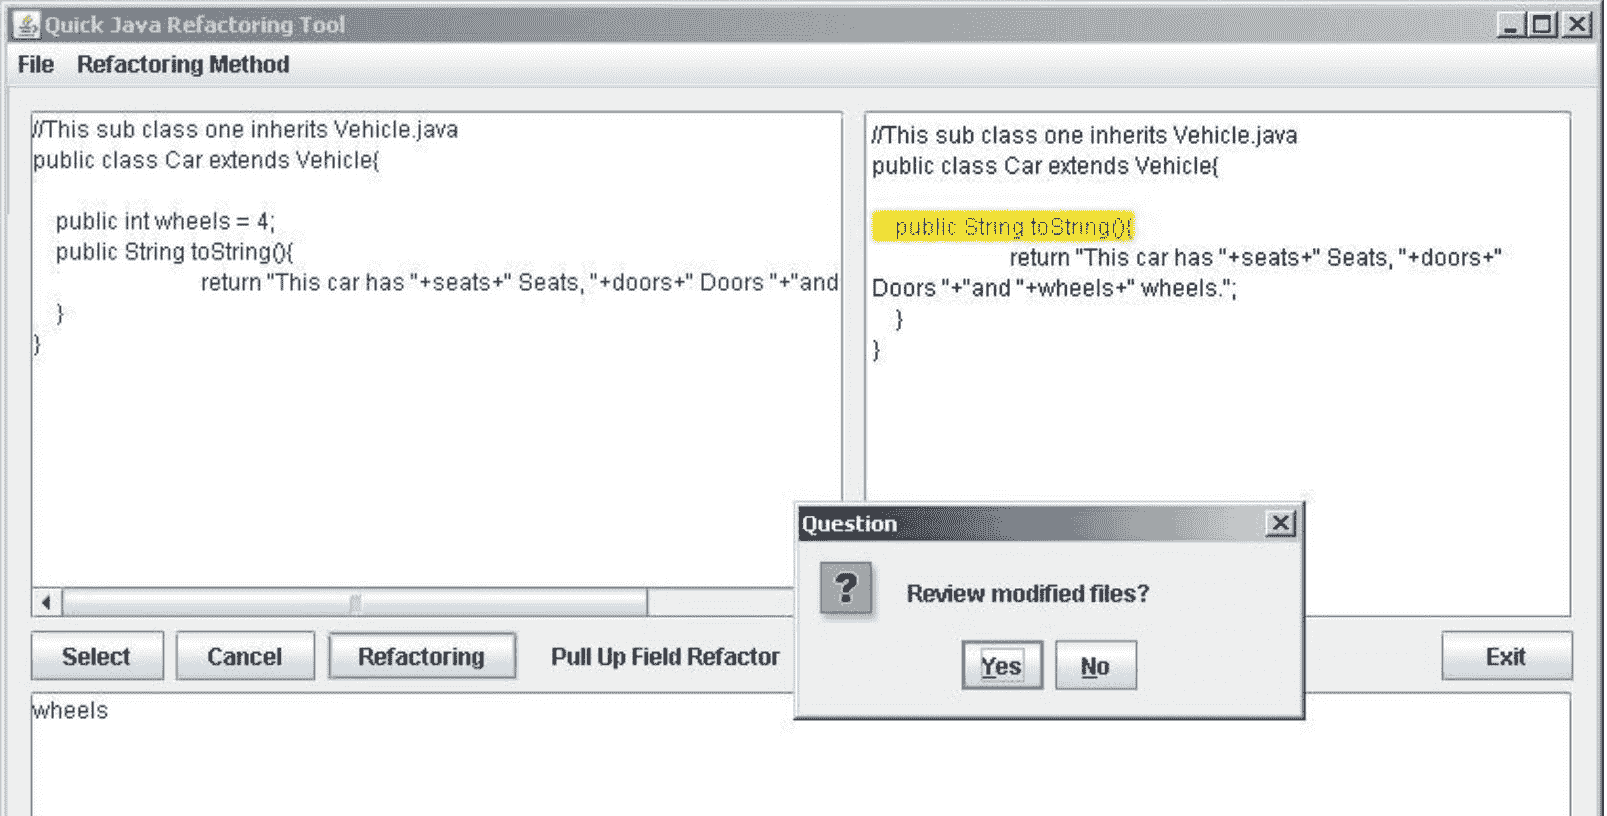 Quick Java Refactoring Tool
File Refactoring Method
//This sub class one inherits Vehicle.java
public class Car extends Vehicle{
public int wheels = 4;
public String toString(){
return "This car has "+seats+" Seats, "+doors+" Doors "+"and
}
}
//This sub class one inherits Vehicle.java
public class Car extends Vehicle{
public String toString(){
return "This car has "+seats+" Seats, "+doors+"
Doors "+"and "+wheels+" wheels.";
}
}
Question
Review modified files?
Yes No
Select Cancel Refactoring Pull Up Field Refactor Exit
wheels